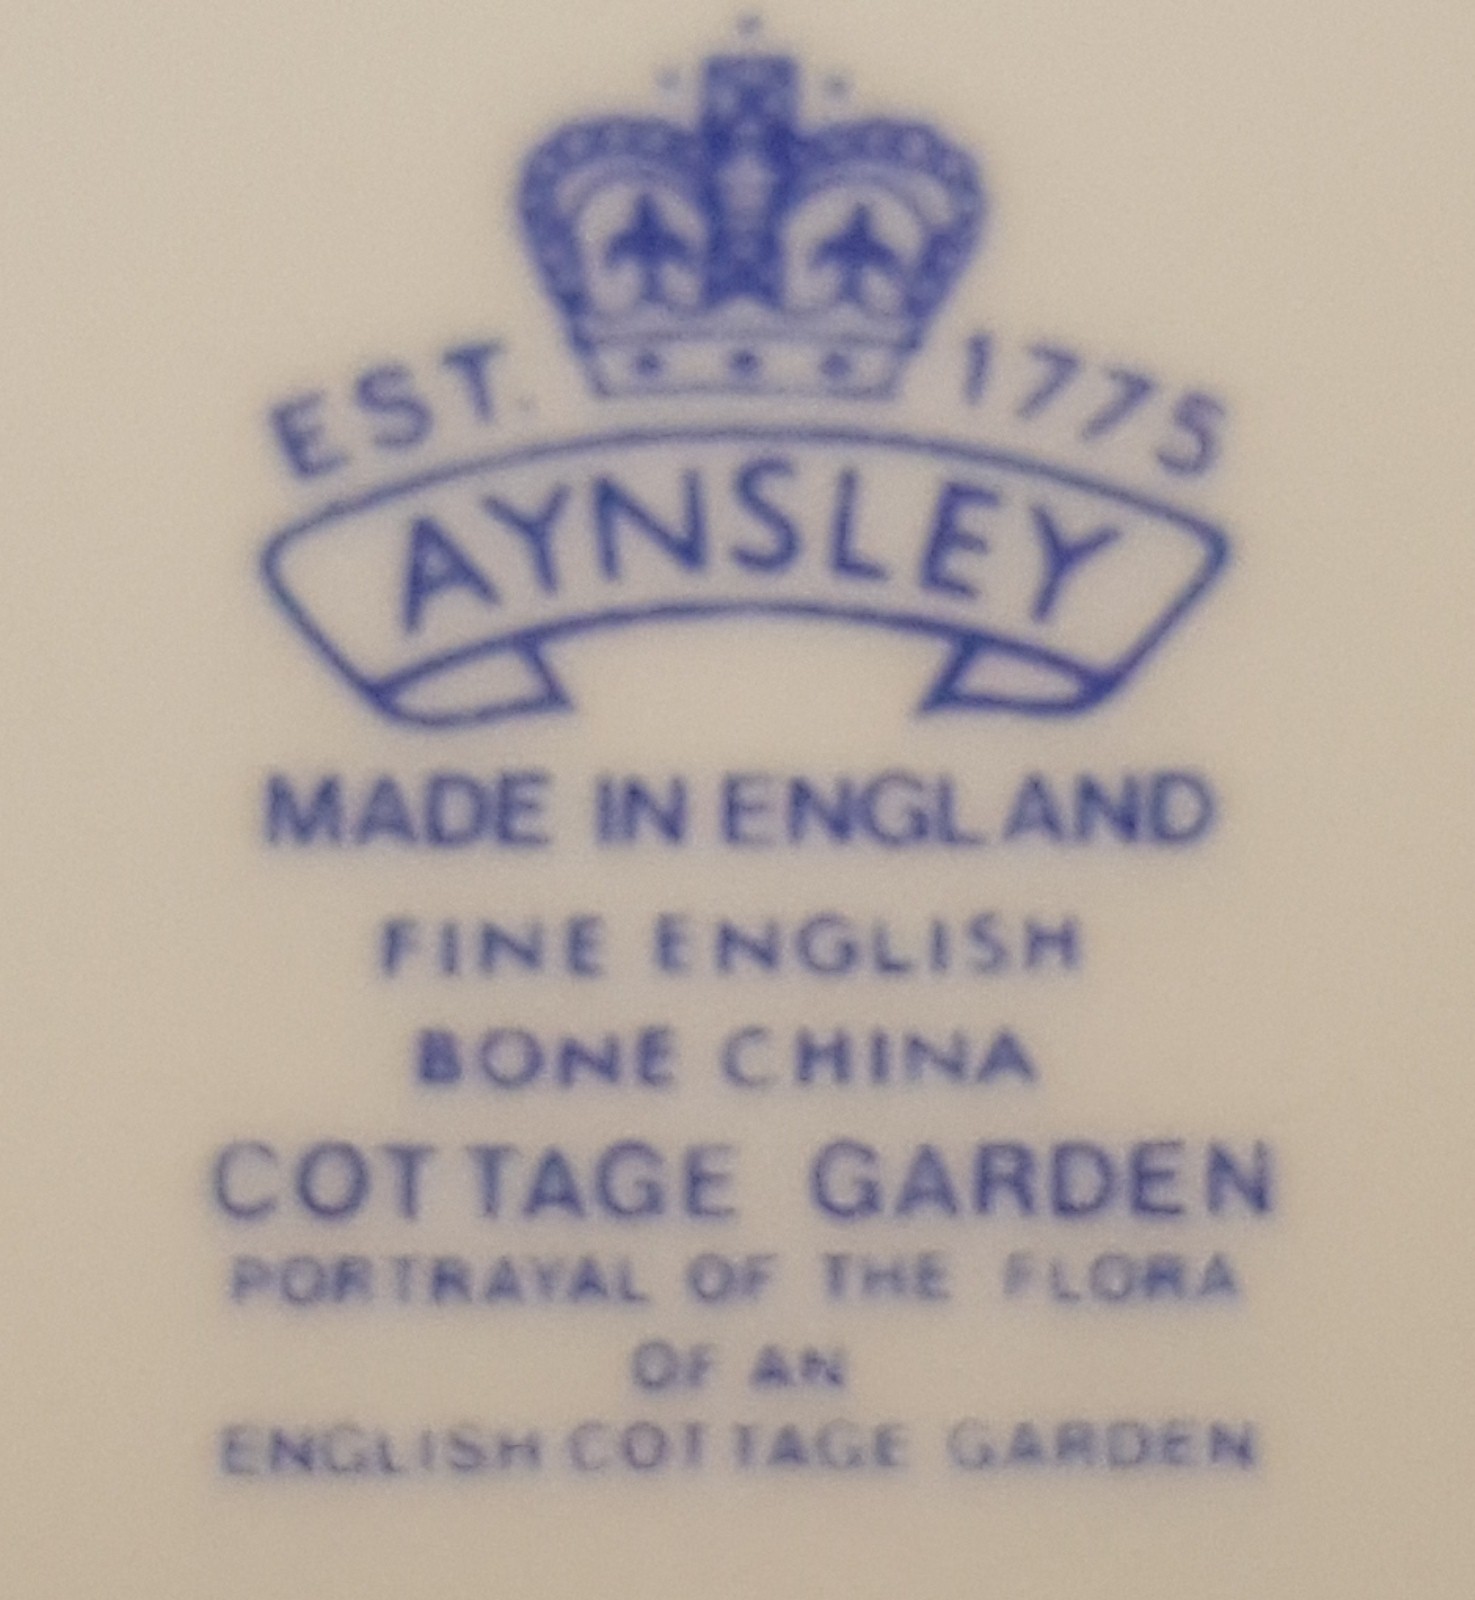 EST. 1775
AYNSLEY
MADE IN ENGLAND
FINE ENGLISH
BONE CHINA
COTTAGE GARDEN
PORTRAYAL OF THE FLORA
OF AN
ENGLISH COTTAGE GARDEN